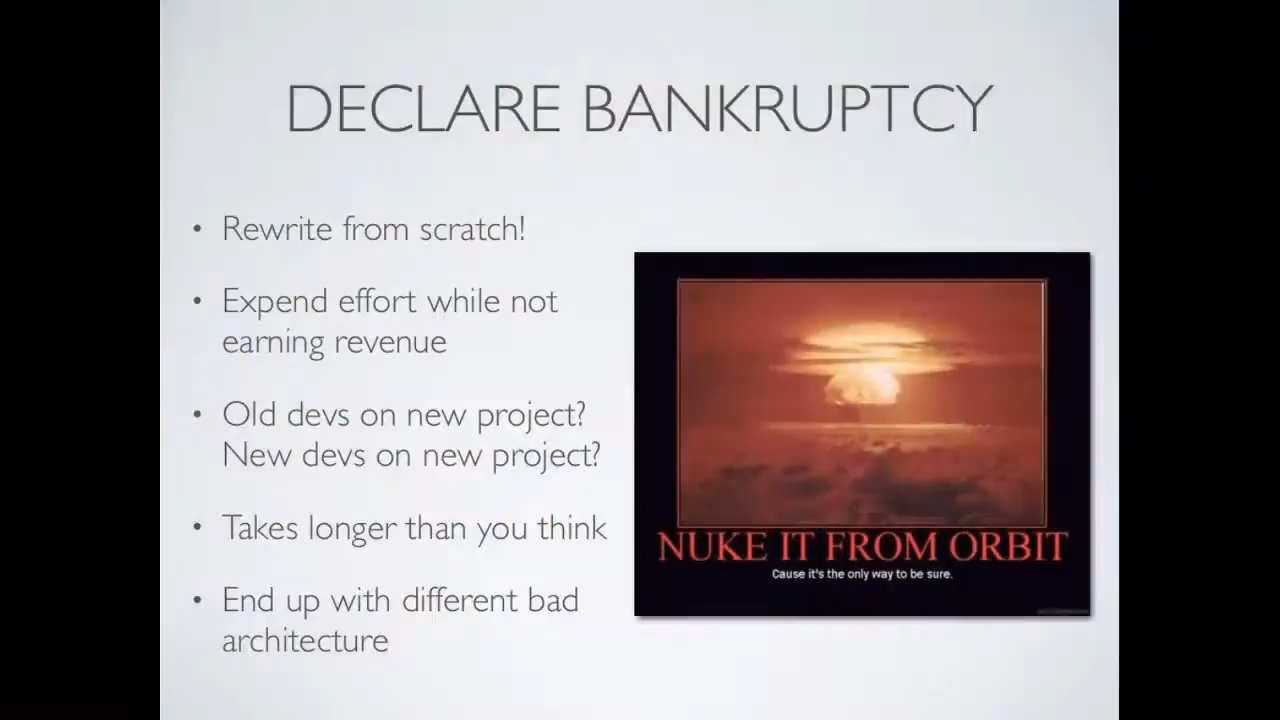 DECLARE BANKRUPTCY
• Rewrite from scratch!
• Expend effort while not
earning revenue
• Old devs on new project?
New devs on new project?
• Takes longer than you think
• End up with different bad
architecture
NUKE IT FROM ORBIT
Cause it's the only way to be sure.